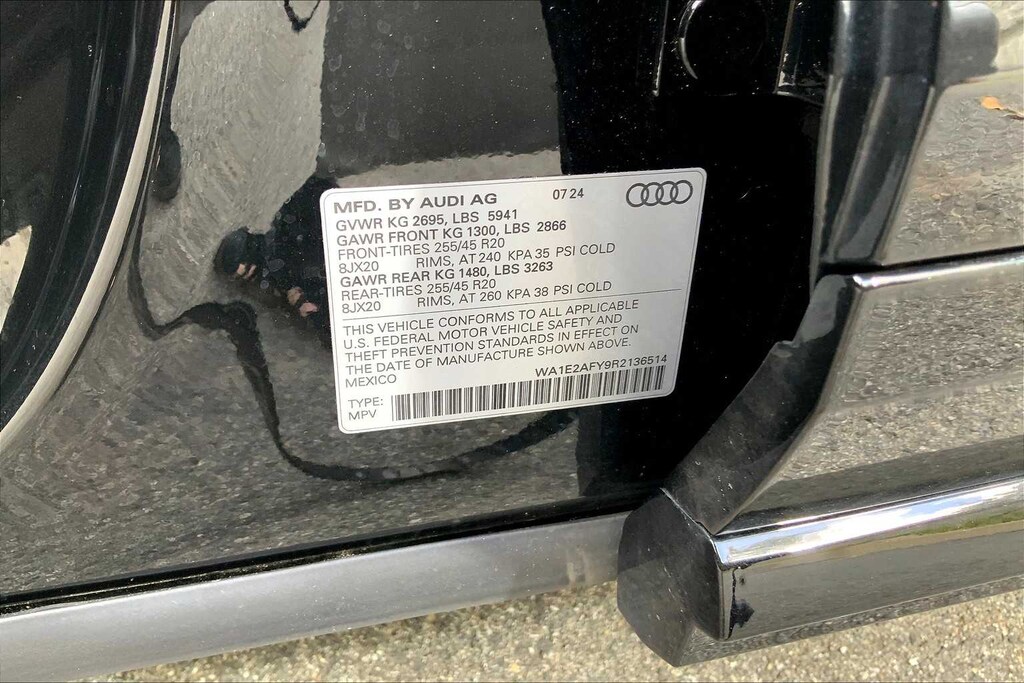 MFD. BY AUDI AG 07 24
GVWR KG 2695, LBS 5941
GAWR FRONT KG 1300, LBS 2866
FRONT-TIRES 255/45 R20
8JX20 RIMS, AT 240 KPA 35 PSI COLD
GAWR REAR KG 1480, LBS 3263
REAR-TIRES 255/45 R20
8JX20 RIMS, AT 260 KPA 38 PSI COLD
THIS VEHICLE CONFORMS TO ALL APPLICABLE
U.S. FEDERAL MOTOR VEHICLE SAFETY AND
THEFT PREVENTION STANDARDS IN EFFECT ON
THE DATE OF MANUFACTURE SHOWN ABOVE.
MEXICO WA1E2AFY9R2136514
TYPE:
MPV